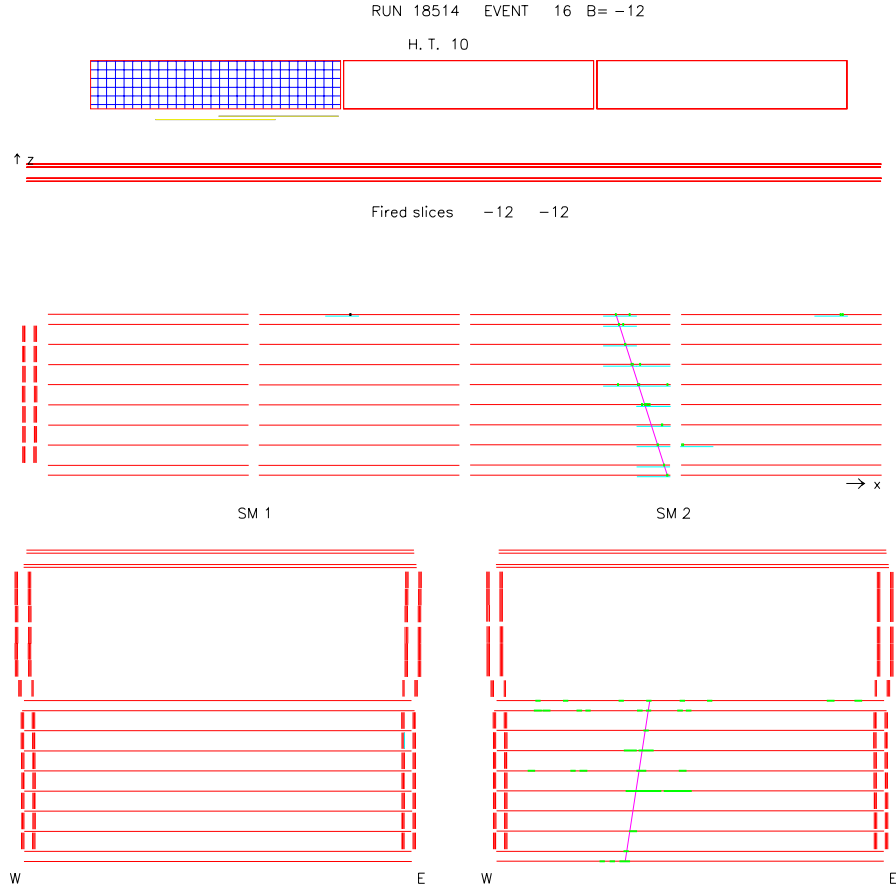 RUN 18514 EVENT 16 B= −12
H. T. 10
z
Fired slices −12 −12
x
SM 1 SM 2
W E W E